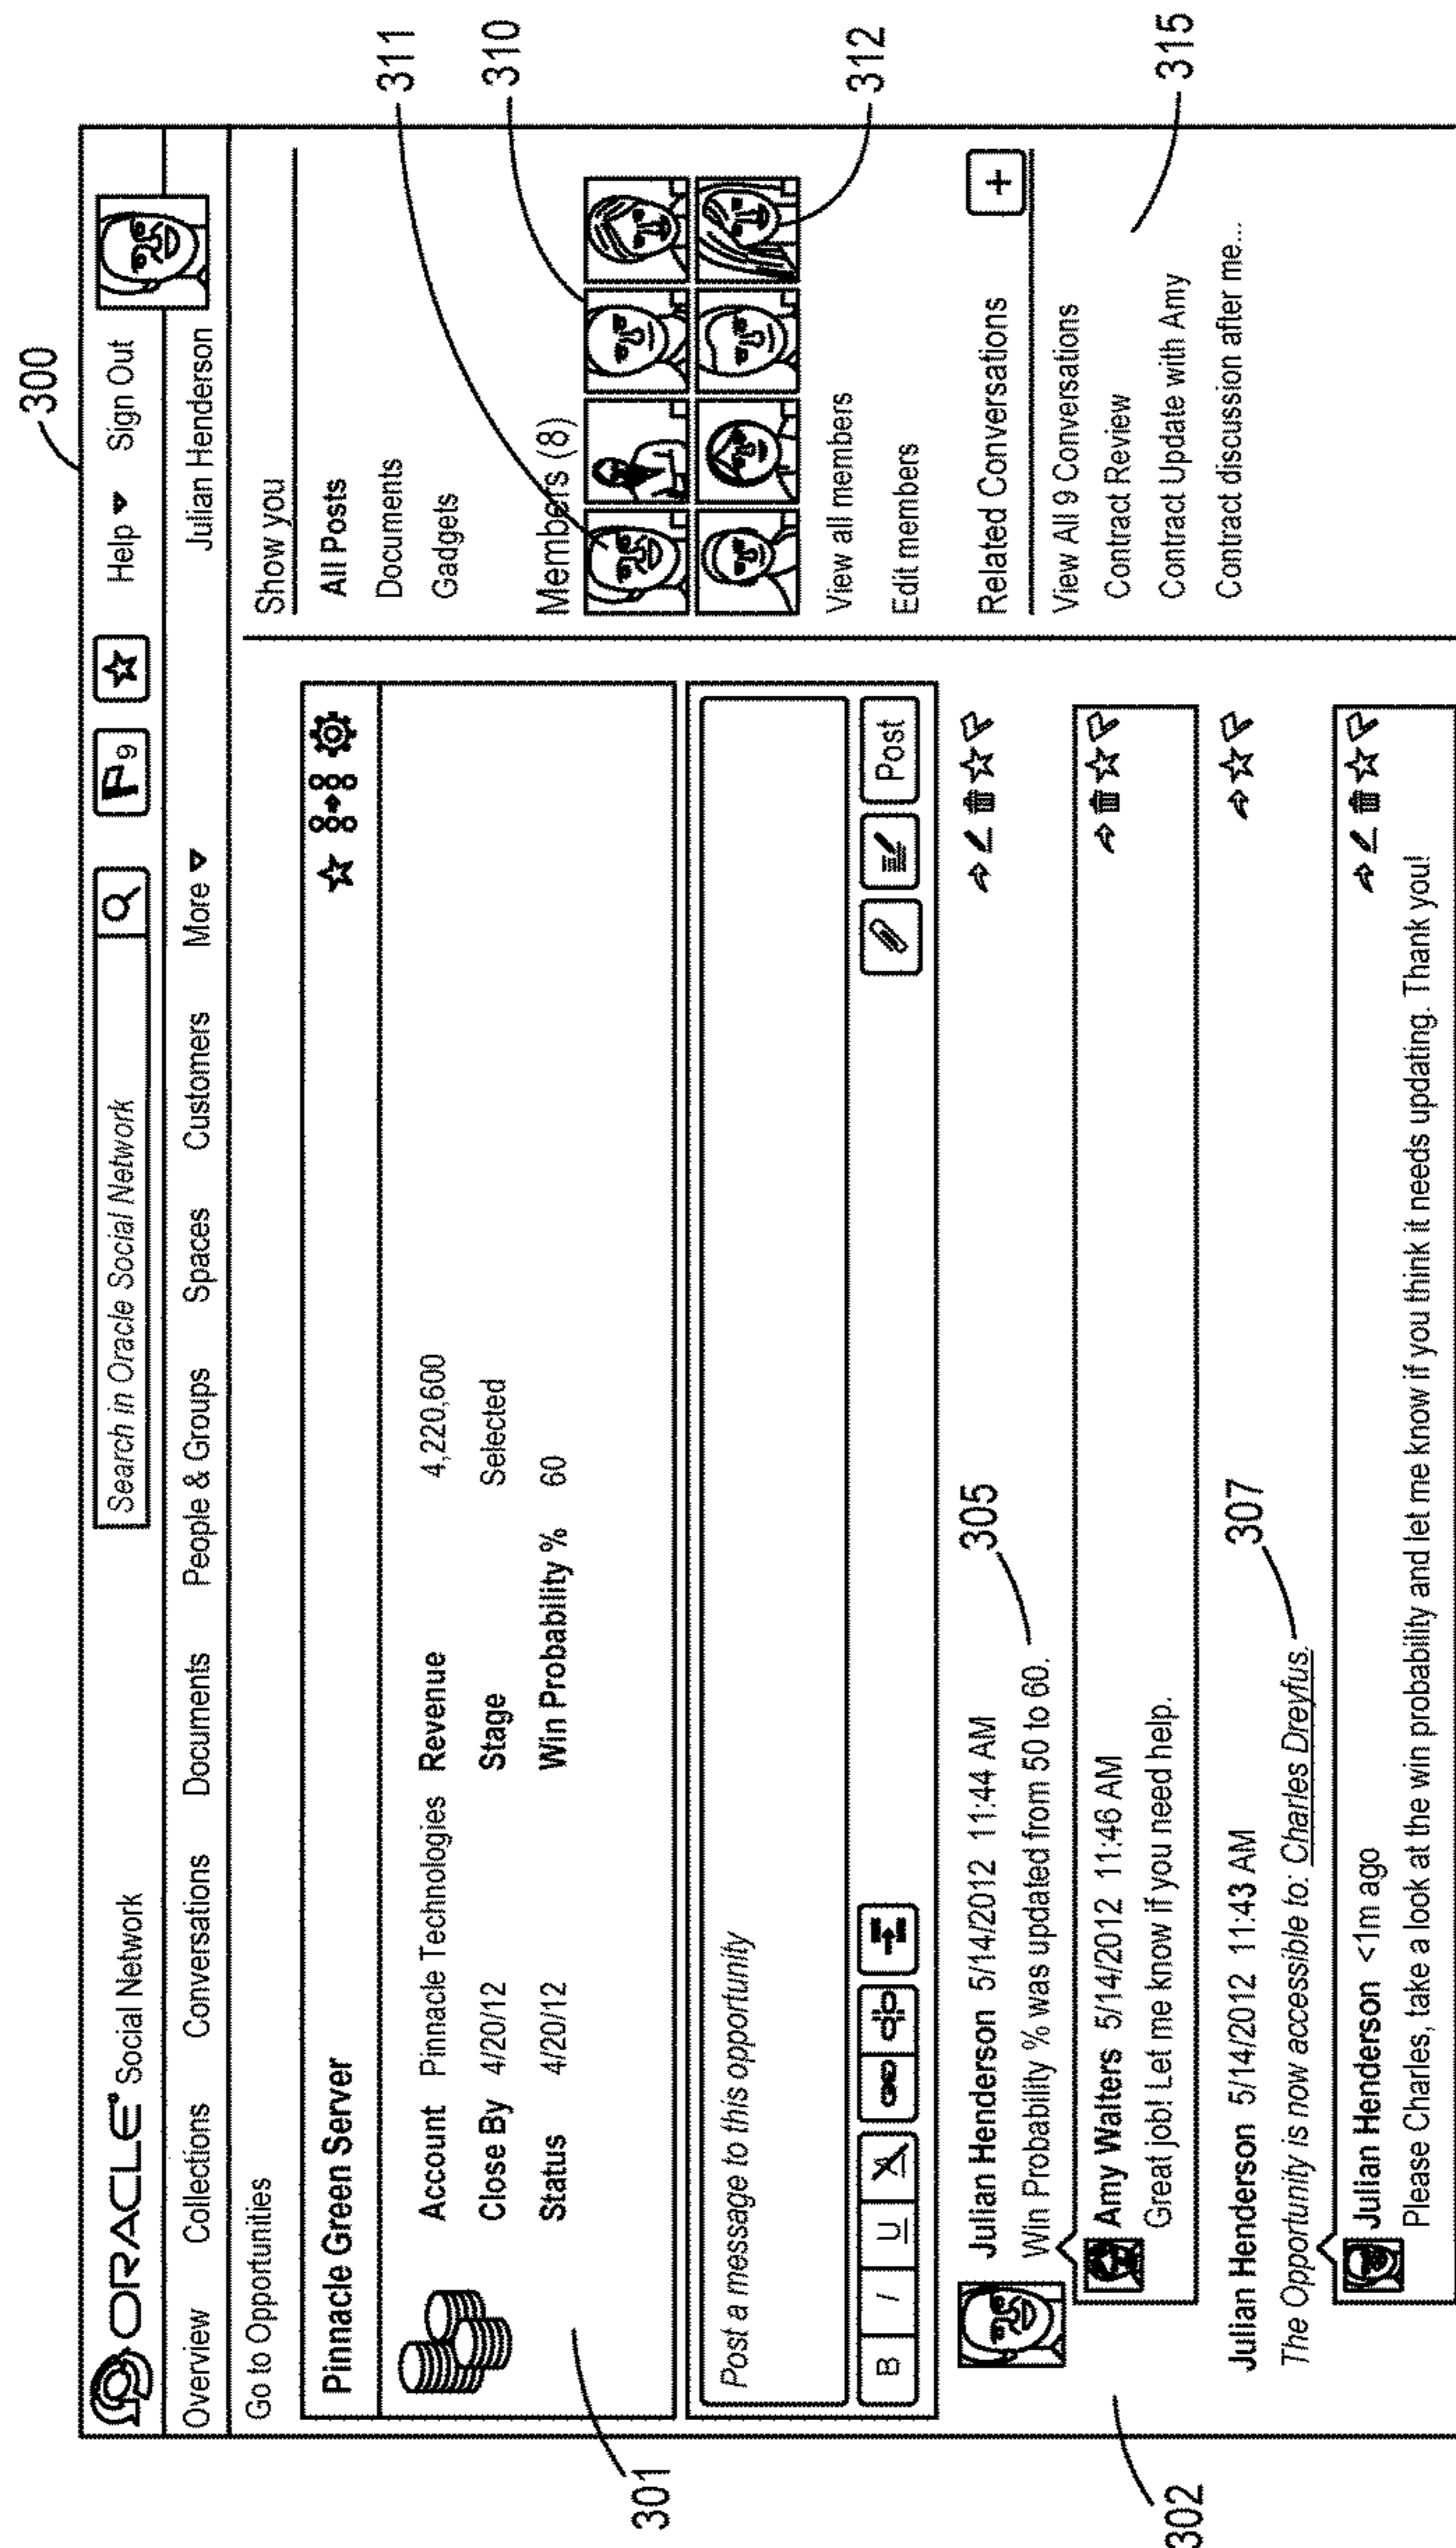 300
ORACLE Social Network
Search in Oracle Social Network
9
Help Sign Out
Overview Collections Conversations Documents People & Groups Spaces Customers More
Julian Henderson
Go to Opportunities
Pinnacle Green Server
Account Pinnacle Technologies Revenue 4,220,600
Close By 4/20/12 Stage Selected
Status 4/20/12 Win Probability % 60
301
Post a message to this opportunity
B I U A
Post
Julian Henderson 5/14/2012 11:44 AM
Win Probability % was updated from 50 to 60.
305
Amy Walters 5/14/2012 11:46 AM
Great job! Let me know if you need help.
302
Julian Henderson 5/14/2012 11:43 AM
The Opportunity is now accessible to: Charles Dreyfus.
307
Julian Henderson <1m ago
Please Charles, take a look at the win probability and let me know if you think it needs updating. Thank you!
Show you
All Posts
Documents
Gadgets
311
Members (8)
310
312
View all members
Edit members
Related Conversations +
View All 9 Conversations
Contract Review
Contract Update with Amy
Contract discussion after me...
315